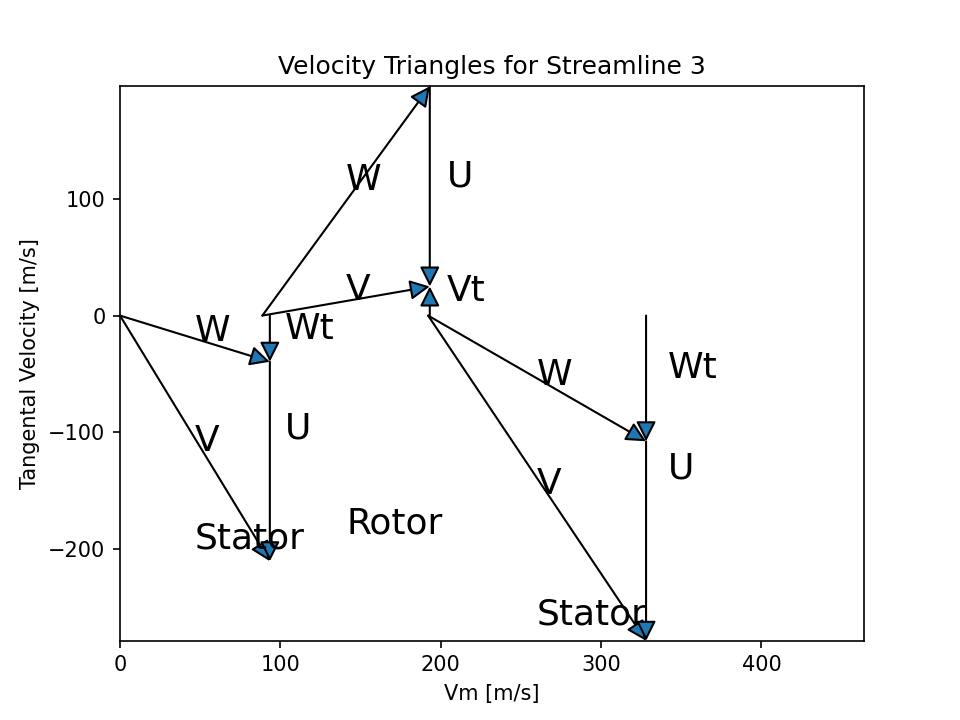 Velocity Triangles for Streamline 3
Tangental Velocity [m/s]
100
0
−100
−200
W
U
V
Vt
W
Wt
V
U
Stator
Rotor
W
Wt
V
U
Stator
0
100
200
300
400
Vm [m/s]